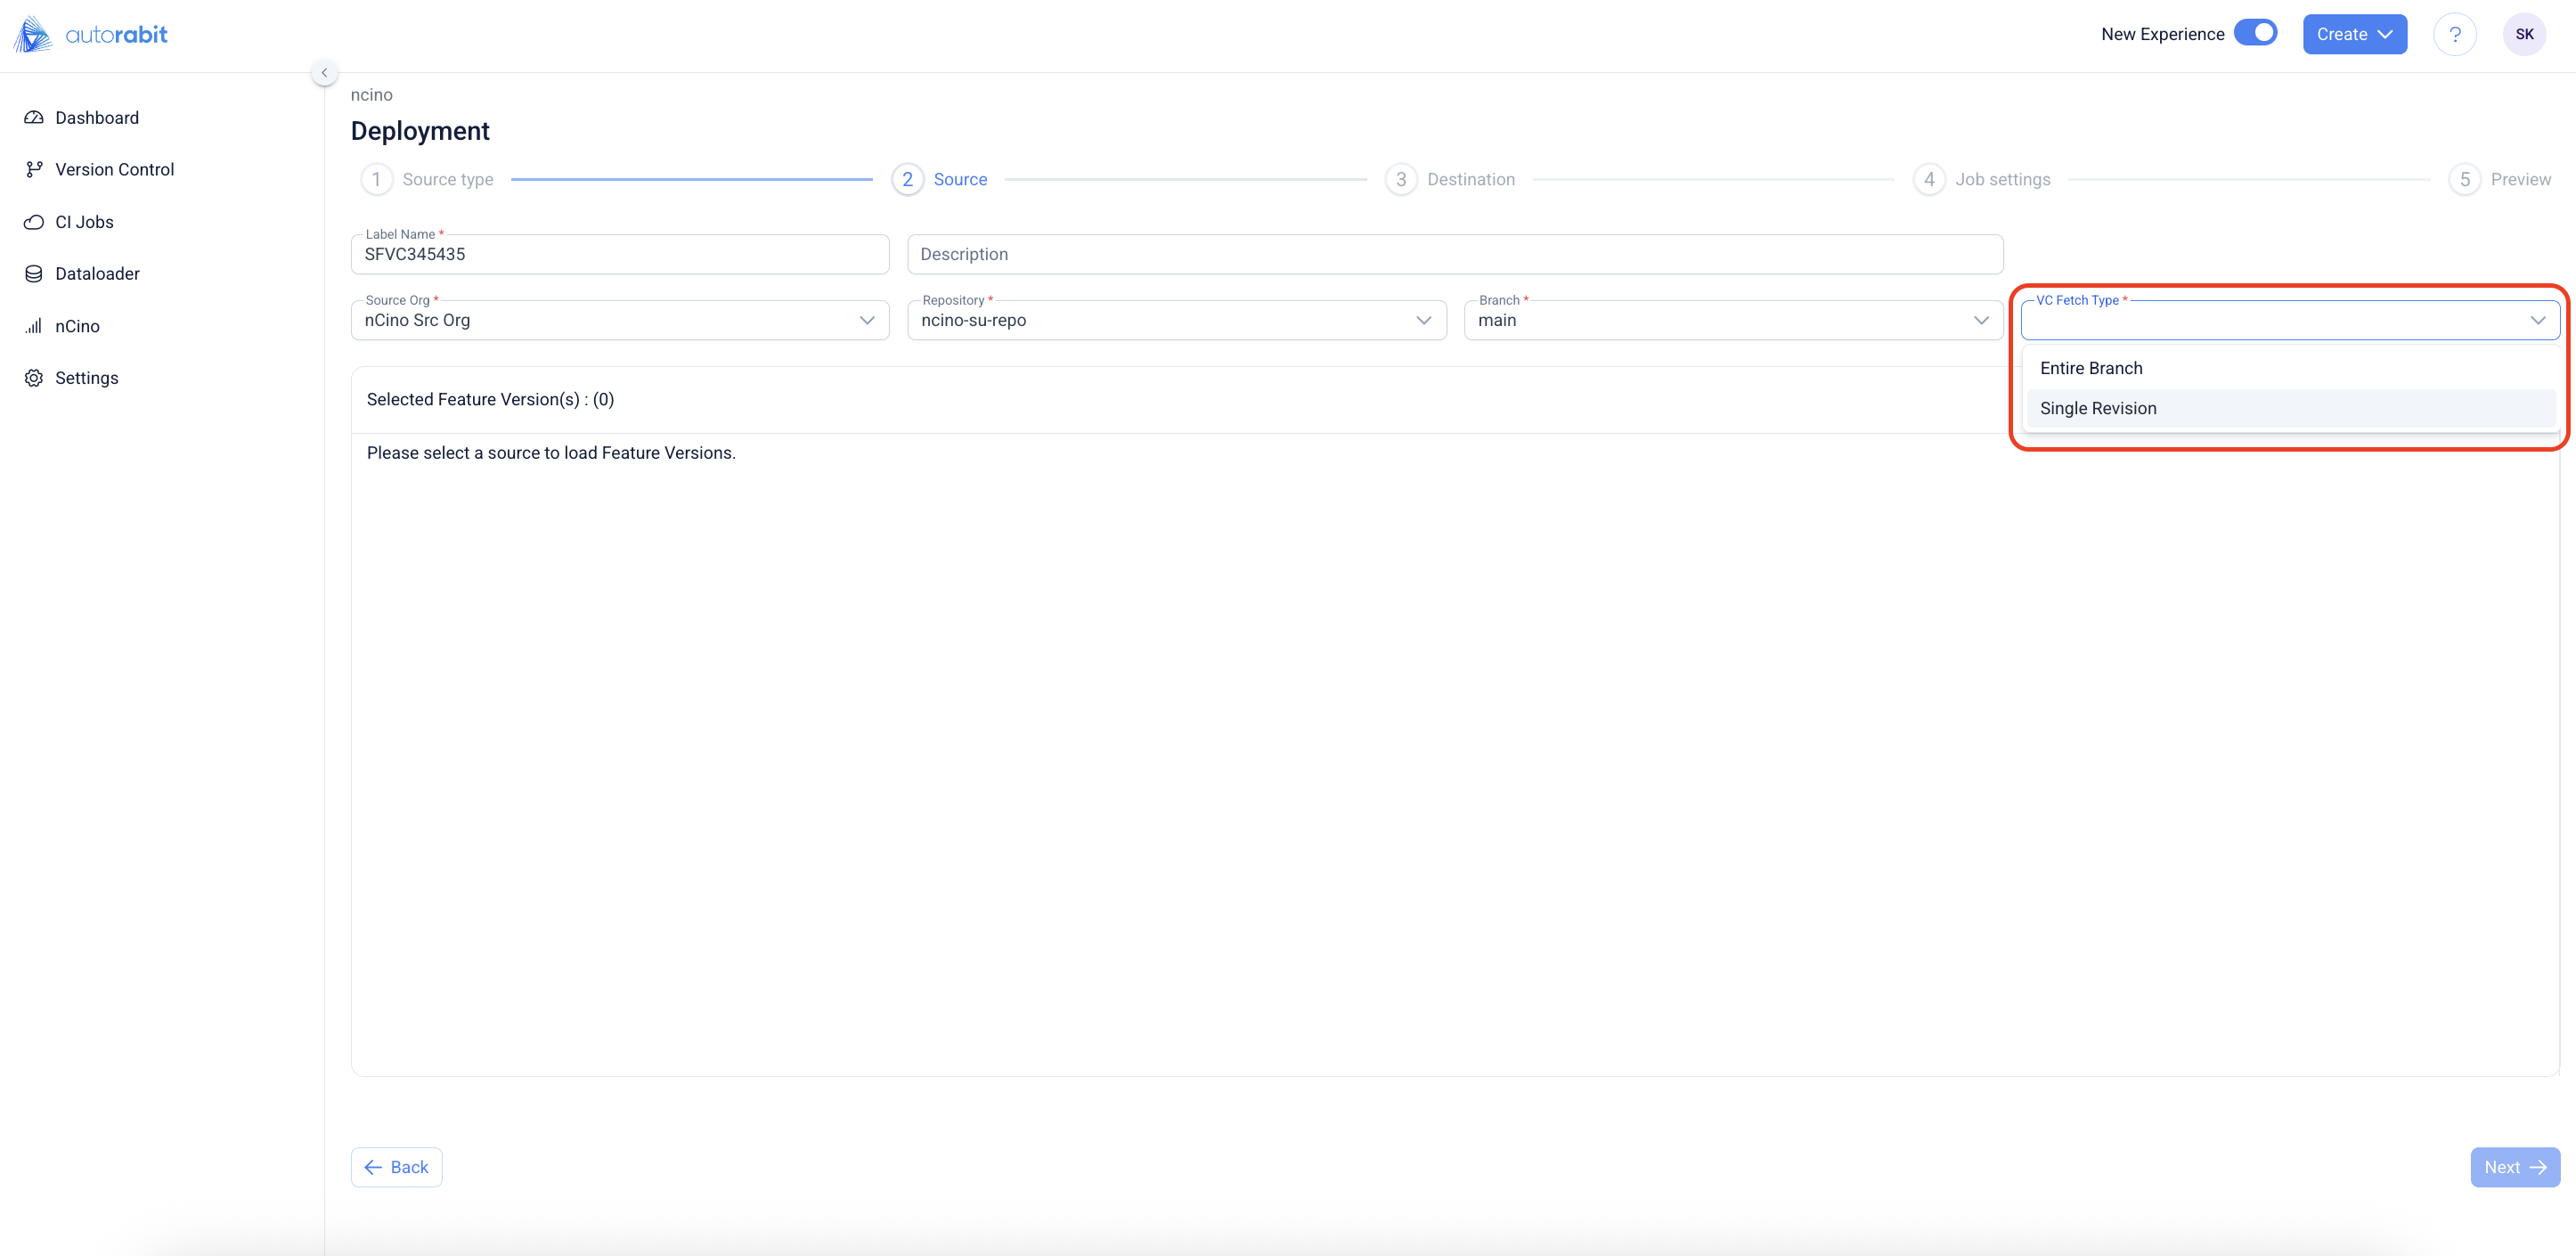 autorabit
New Experience
Create
?
SK
Dashboard
Version Control
CI Jobs
Dataloader
nCino
Settings
ncino
Deployment
1 Source type
2 Source
3 Destination
4 Job settings
5 Preview
Label Name *
SFVC345435
Description
Source Org *
nCino Src Org
Repository *
ncino-su-repo
Branch *
main
VC Fetch Type *
Entire Branch
Single Revision
Selected Feature Version(s) : (0)
Please select a source to load Feature Versions.
Back
Next